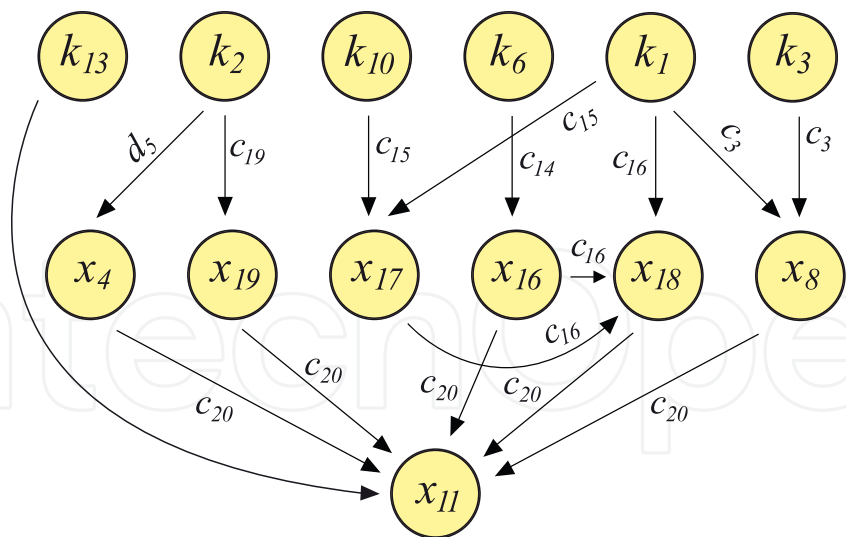 k13 k2 k10 k6 k1 k3
d5 c19 c15 c14 c15 c16 c3 c3
x4 x19 x17 x16 c16 x18 x8
c16
c20 c20 c20 c20 c20
x11